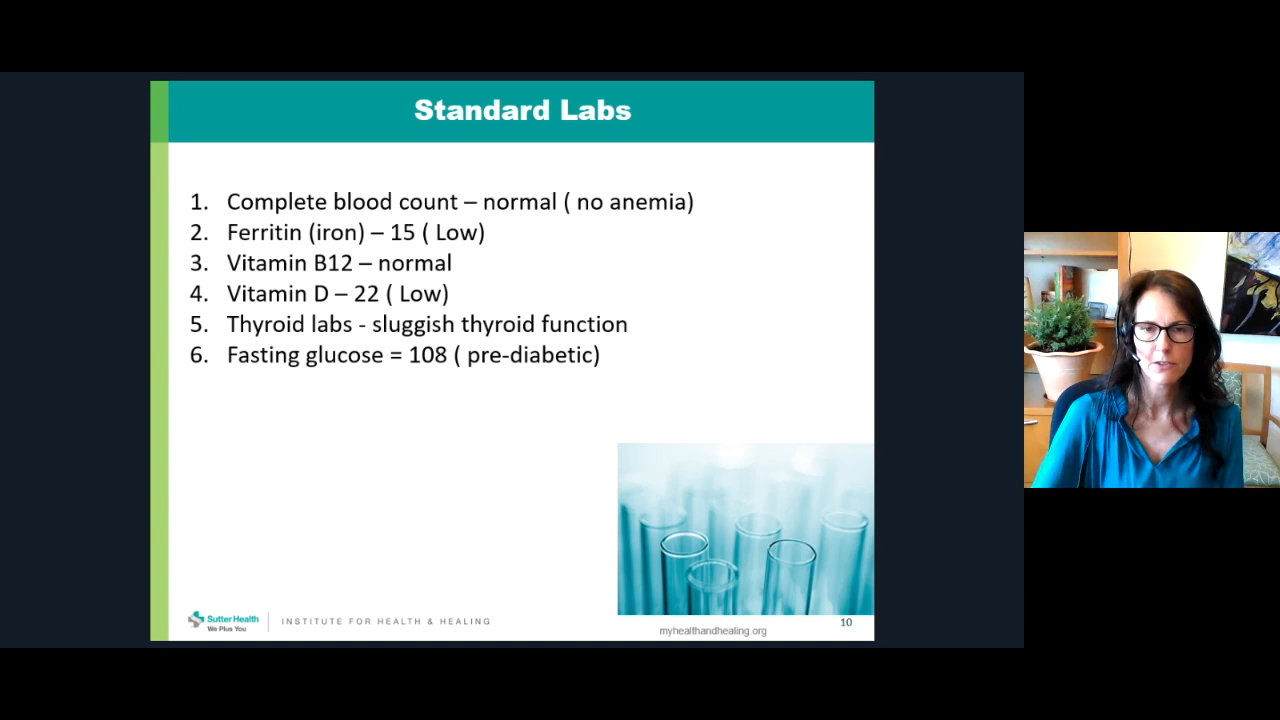 Standard Labs
1. Complete blood count – normal ( no anemia)
2. Ferritin (iron) – 15 ( Low)
3. Vitamin B12 – normal
4. Vitamin D – 22 ( Low)
5. Thyroid labs - sluggish thyroid function
6. Fasting glucose = 108 ( pre-diabetic)
Sutter Health
We Plus You
INSTITUTE FOR HEALTH & HEALING
myhealthandhealing.org
10